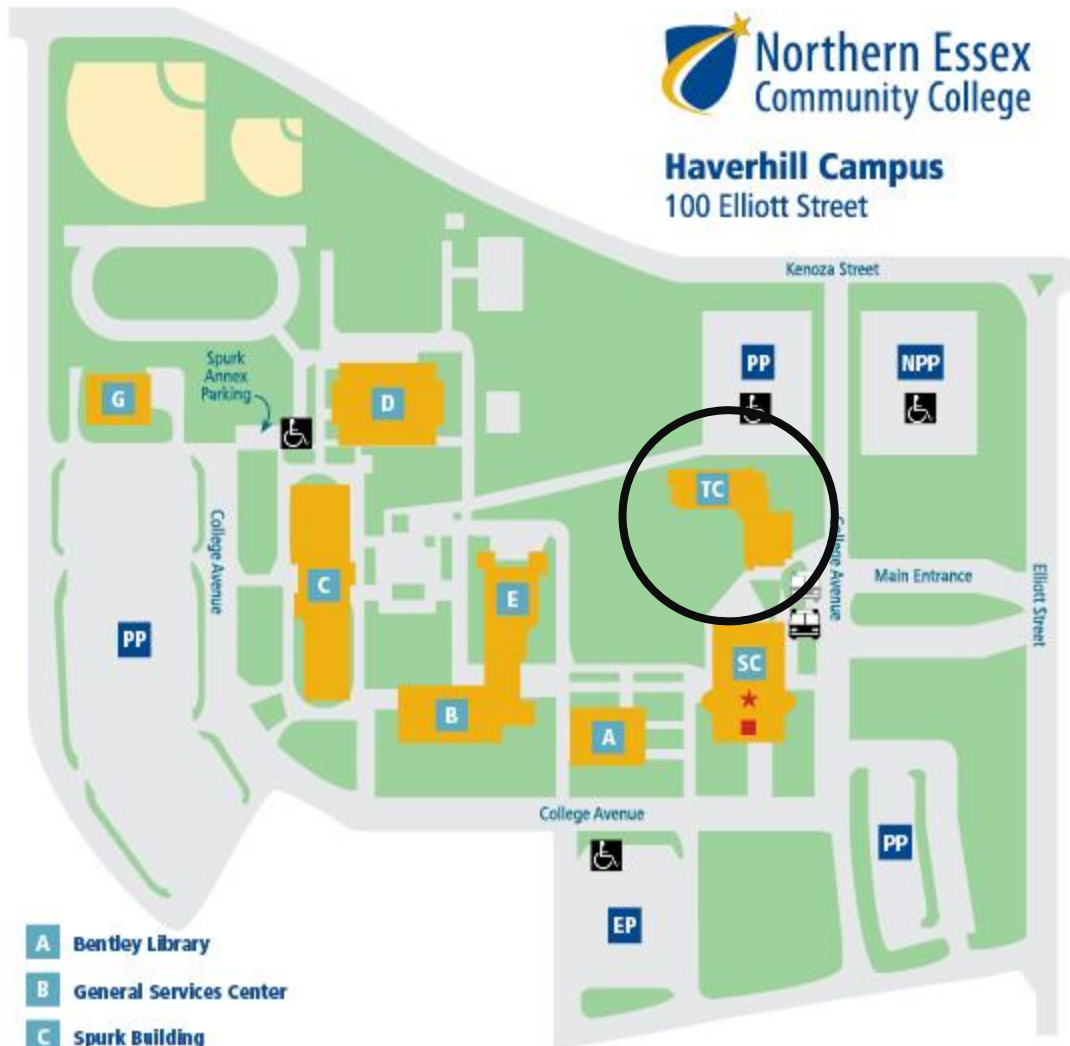 Northern Essex
Community College
Haverhill Campus
100 Elliott Street
Kenoza Street
PP
NPP
Spurk
Annex
Parking
G
D
TC
College Avenue
College Avenue
Main Entrance
Elliott Street
C
E
PP
SC
B
A
College Avenue
PP
EP
A Bentley Library
B General Services Center
C Spurk Building